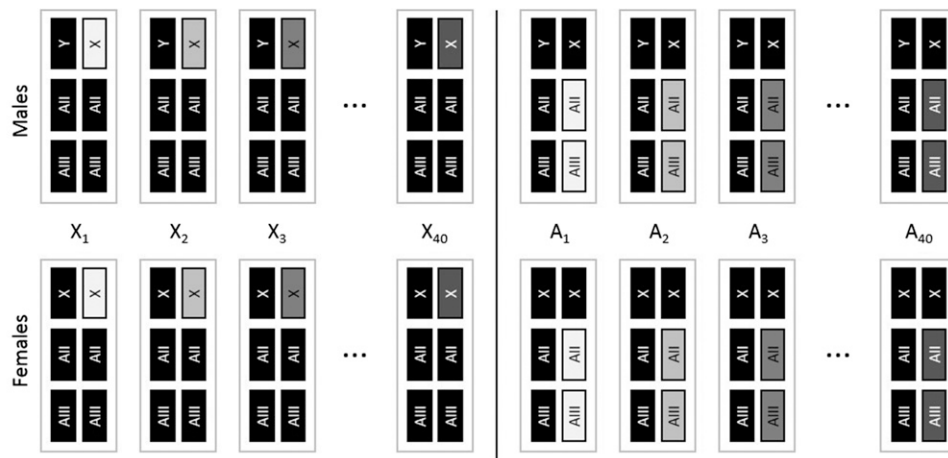 Males
Y X Y X Y X ... Y X Y X Y X Y X ... Y X
AII AII AII AII AII AII AII AII AII AII AII AII AII AII AII AII
AIII AIII AIII AIII AIII AIII AIII AIII AIII AIII AIII AIII AIII AIII AIII AIII
X1 X2 X3 X40 A1 A2 A3 A40
Females
X X X X X X X X X X X X X X X X
AII AII AII AII AII AII ... AII AII AII AII AII AII AII AII ... AII AII
AIII AIII AIII AIII AIII AIII AIII AIII AIII AIII AIII AIII AIII AIII AIII AIII